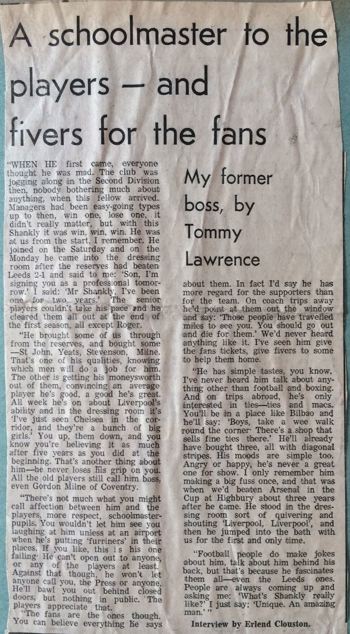 A schoolmaster to the
players – and
fivers for the fans
"WHEN HE first came, everyone
thought he was mad. The club was
jogging along in the Second Division
then, nobody bothering much about
anything, when this fellow arrived.
Managers had been easy-going types
up to then, win one, lose one, it
didn't really matter, but with this
Shankly it was win, win, win. He was
at us from the start, I remember. He
joined on the Saturday and on the
Monday he came into the dressing
room after the reserves had beaten
Leeds 2-1 and said to me: 'Son, I'm
signing you as a professional tomor-
row.' I said: 'Mr Shankly, I've been
for two years.' The senior
players couldn't take his pace and he
cleared them all out at the end of
the first season, all except Roger.
"He brought some of us through
from the reserves, and bought some
—St John, Yeats, Stevenson, Milne.
That's one of his qualities, knowing
which men will do a job for him.
The other is getting his moneysworth
out of them, convincing an average
player he's good, a good he's great.
All week he's on about Liverpool's
ability and in the dressing room it's
'I've just seen Chelsea in the cor-
ridor, and they're a bunch of big
girls.' You up, them down, and you
know you're believing it as much
after five years as you did at the
beginning. That's another thing about
him—he never loses his grip on you.
All the old players still call him boss,
even Gordon Milne of Coventry.
"There's not much what you might
call affection between him and the
players, more respect, schoolmaster-
pupils. You wouldn't let him see you
laughing at him unless at an airport
when he's putting 'furriners' in their
places. If you like, this is his one
failing: He can't open out to anyone,
or any of the players at least.
Against that though, he won't let
anyone call you, the Press or anyone.
He'll bawl you out behind closed
doors, but nothing in public. The
players appreciate that.
"The fans are the ones though.
You can believe everything he says
My former
boss, by
Tommy
Lawrence
about them. In fact I'd say he has
more regard for the supporters than
for the team. On coach trips away
he'd point at them out the window
and say: 'Those people have travelled
miles to see you. You should go out
and die for them.' We'd never heard
anything like it. I've seen him give
the fans tickets, give fivers to some
to help them home.
"He has simple tastes, you know,
I've never heard him talk about any-
thing other than football and boxing.
And on trips abroad, he's only
interested in ties—ties and macs.
You'll be in a place like Bilbao and
he'll say: 'Boys, take a wee walk
round the corner. There's a shop that
sells fine ties there.' He'll already
have bought three, all with diagonal
stripes. His moods are simple too.
Angry or happy, he's never a great
one for show. I only remember him
making a big fuss once, and that was
when we'd beaten Arsenal in the
Cup at Highbury about three years
after he came. He stood in the dres-
sing room sort of quivering and
shouting 'Liverpool, Liverpool', and
then he jumped into the bath with
us for the first and only time.
"Football people do make jokes
about him, talk about him behind his
back, but that's because he fascinates
them all—even the Leeds ones.
People are always coming up and
asking me: 'What's Shankly really
like?' I just say: 'Unique. An amazing
man.'"
Interview by Erlend Clouston.